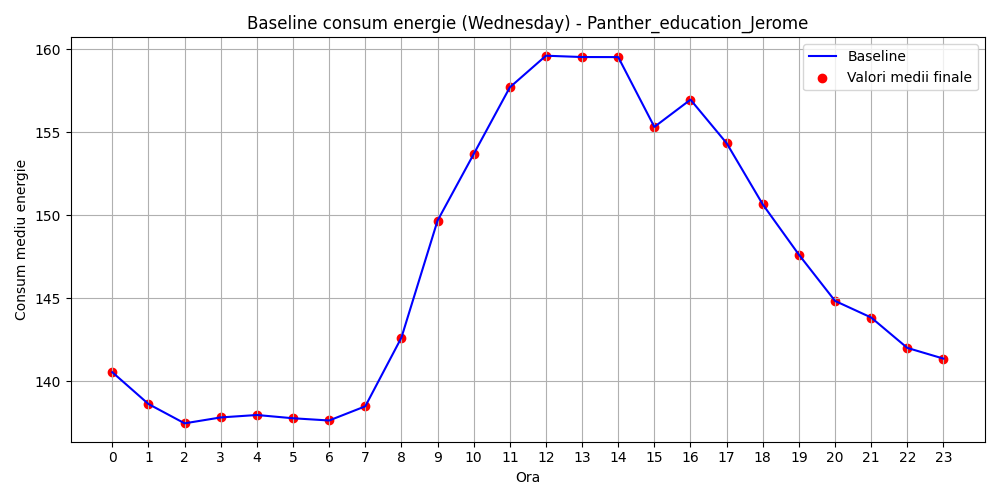 Baseline consum energie (Wednesday) - Panther_education_Jerome
Baseline
Valori medii finale
Consum mediu energie
160
155
150
145
140
0 1 2 3 4 5 6 7 8 9 10 11 12 13 14 15 16 17 18 19 20 21 22 23
Ora